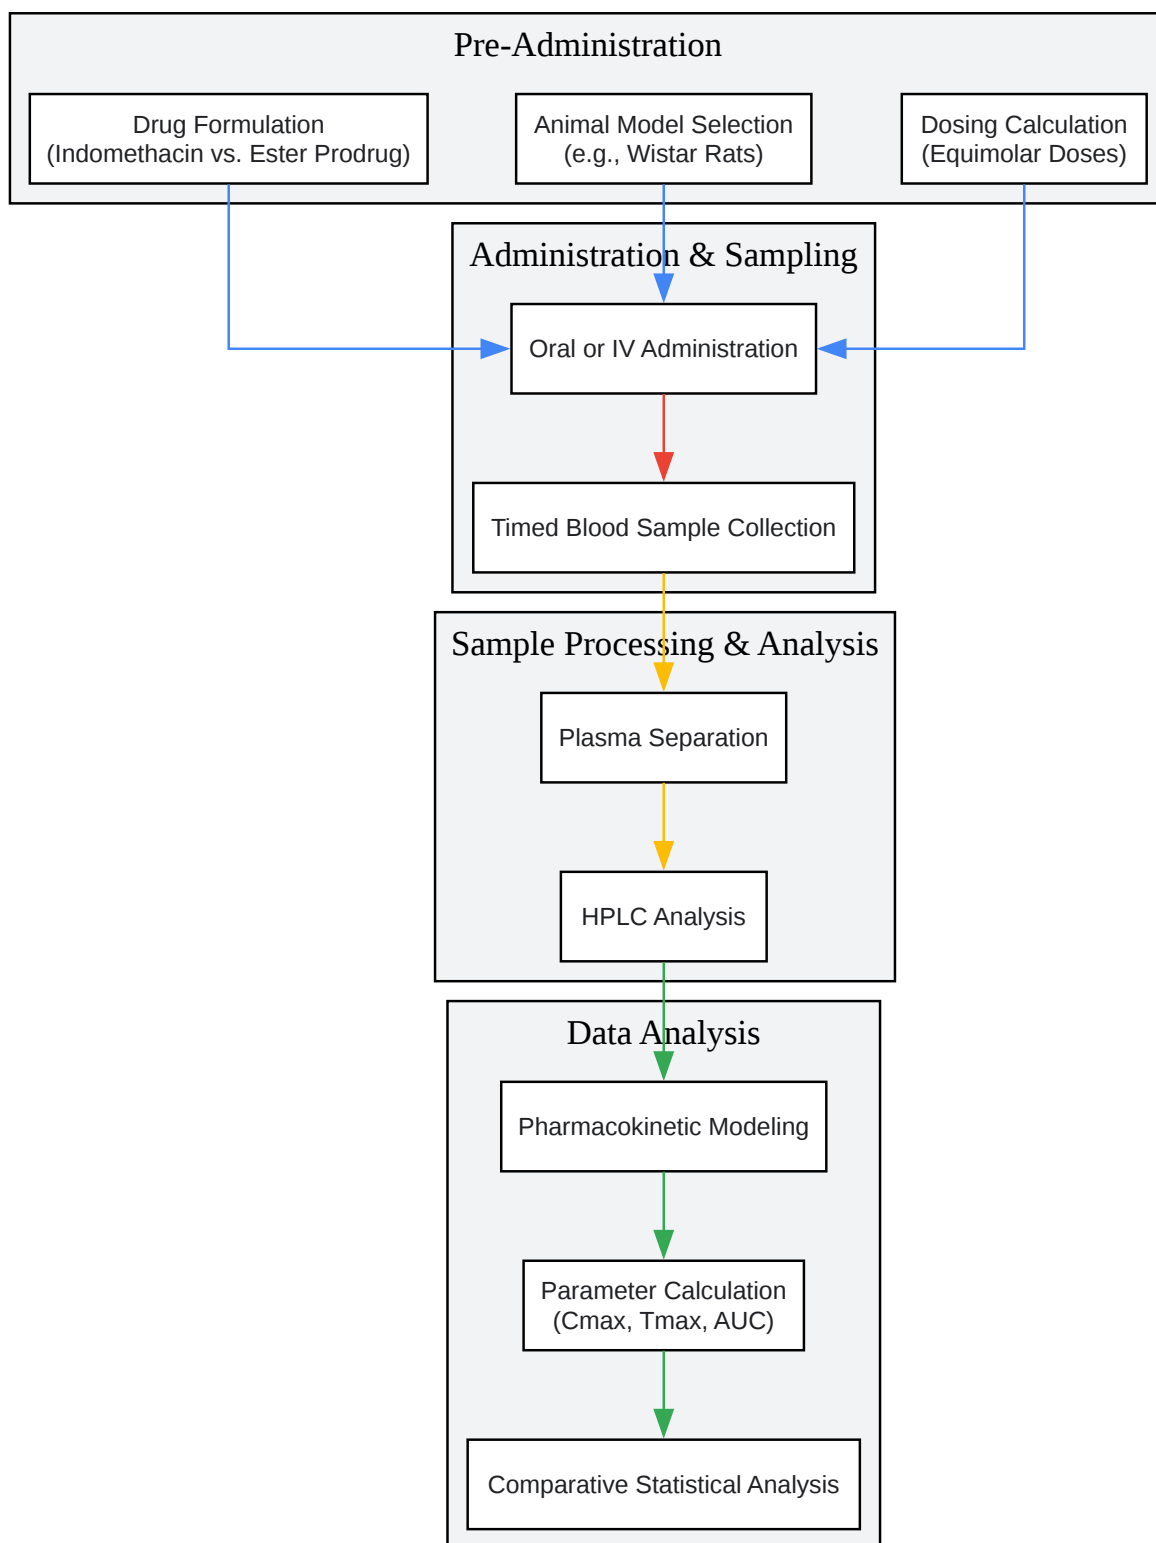 Pre-Administration
Drug Formulation
(Indomethacin vs. Ester Prodrug)
Animal Model Selection
(e.g., Wistar Rats)
Dosing Calculation
(Equimolar Doses)
Administration & Sampling
Oral or IV Administration
Timed Blood Sample Collection
Sample Processing & Analysis
Plasma Separation
HPLC Analysis
Data Analysis
Pharmacokinetic Modeling
Parameter Calculation
(Cmax, Tmax, AUC)
Comparative Statistical Analysis